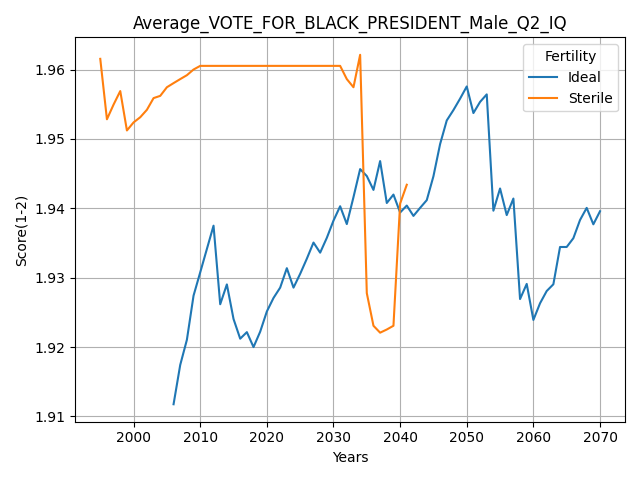 Average_VOTE_FOR_BLACK_PRESIDENT_Male_Q2_IQ
Fertility
Ideal
Sterile
Score(1-2)
1.96
1.95
1.94
1.93
1.92
1.91
2000 2010 2020 2030 2040 2050 2060 2070
Years